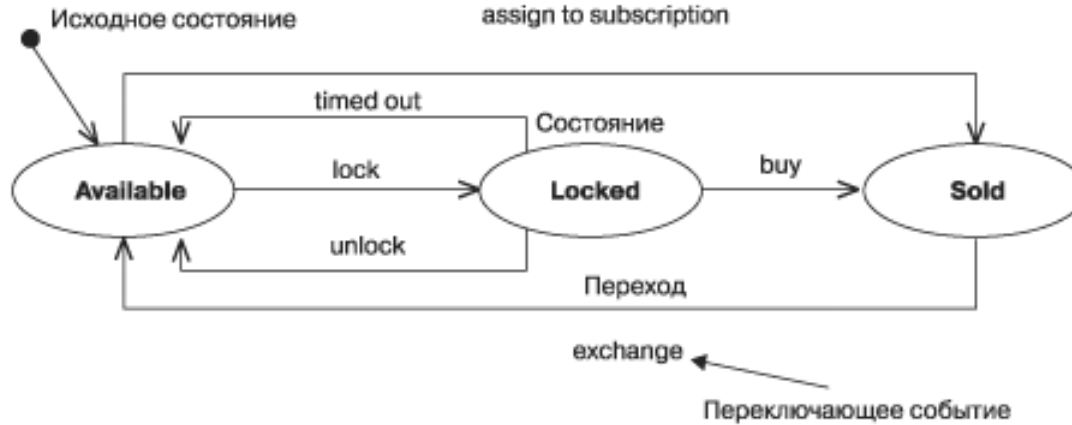 Исходное состояние
assign to subscription
timed out
Состояние
Available
lock
Locked
buy
Sold
unlock
Переход
exchange
Переключающее событие